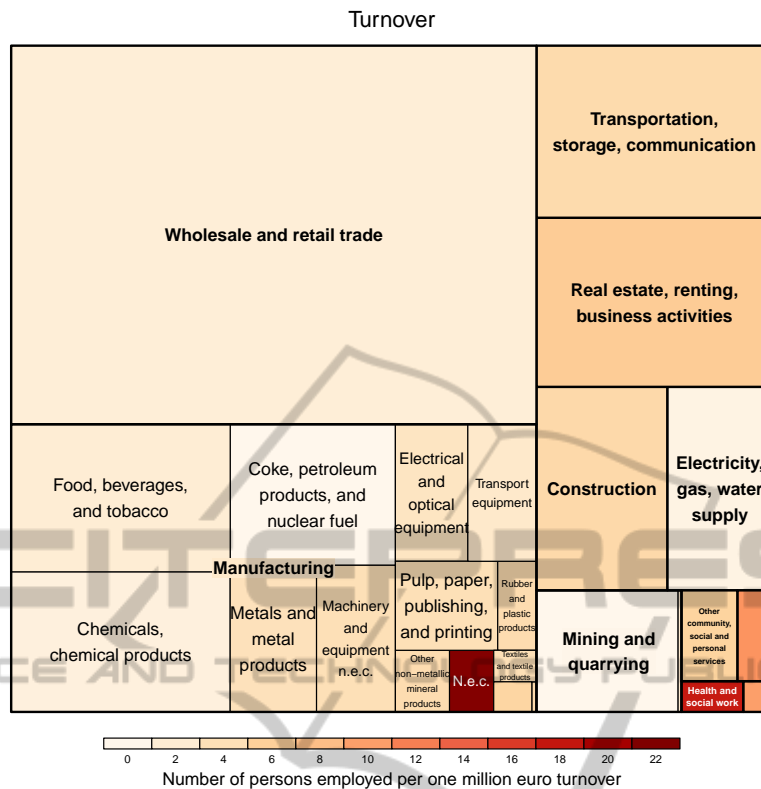 Turnover
Wholesale and retail trade
Transportation,
storage, communication
Real estate, renting,
business activities
Construction
Electricity,
gas, water
supply
Food, beverages,
and tobacco
Coke, petroleum
products, and
nuclear fuel
Electrical
and
optical
equipment
Transport
equipment
Manufacturing
Chemicals,
chemical products
Metals and
metal
products
Machinery
and
equipment
n.e.c.
Pulp, paper,
publishing,
and printing
Rubber
and
plastic
products
Other
non−metallic
mineral
products
N.e.c.
Textiles
and textile
products
Mining and
quarrying
Other
community,
social and
personal
services
Health and
social work
0 2 4 6 8 10 12 14 16 18 20 22
Number of persons employed per one million euro turnover
CITEPRES
CE AND TECHNOLOGY PUBLIC